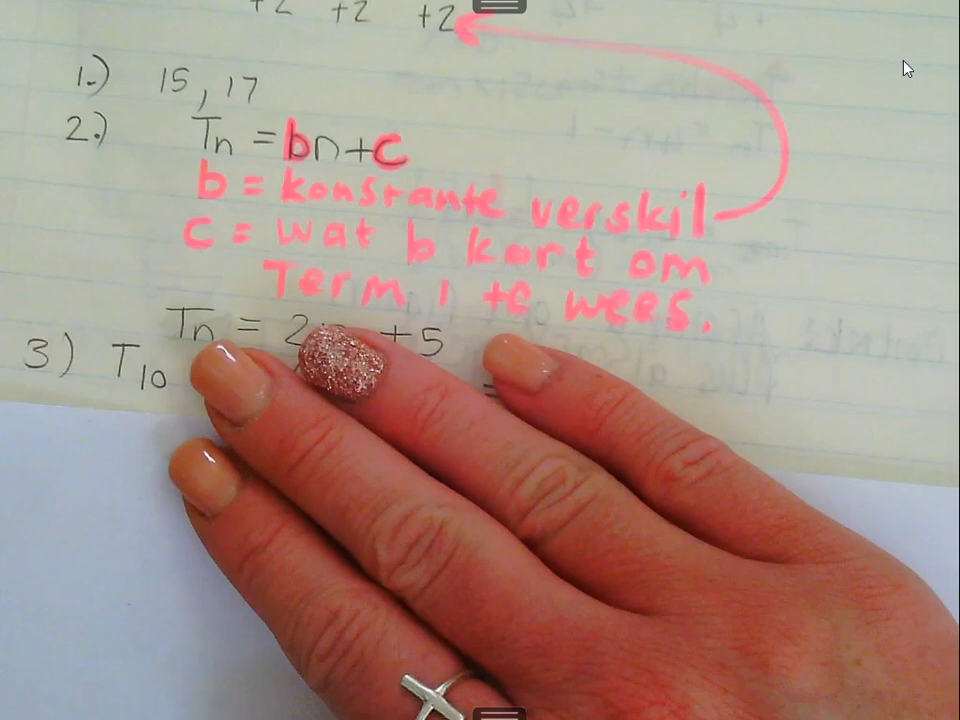 +2 +2 +2
1.) 15, 17
2.) Tn = bn+c
b = konstante verskil
c = wat b kort om
Term 1 te wees.
Tn = 2 +5
3) T10